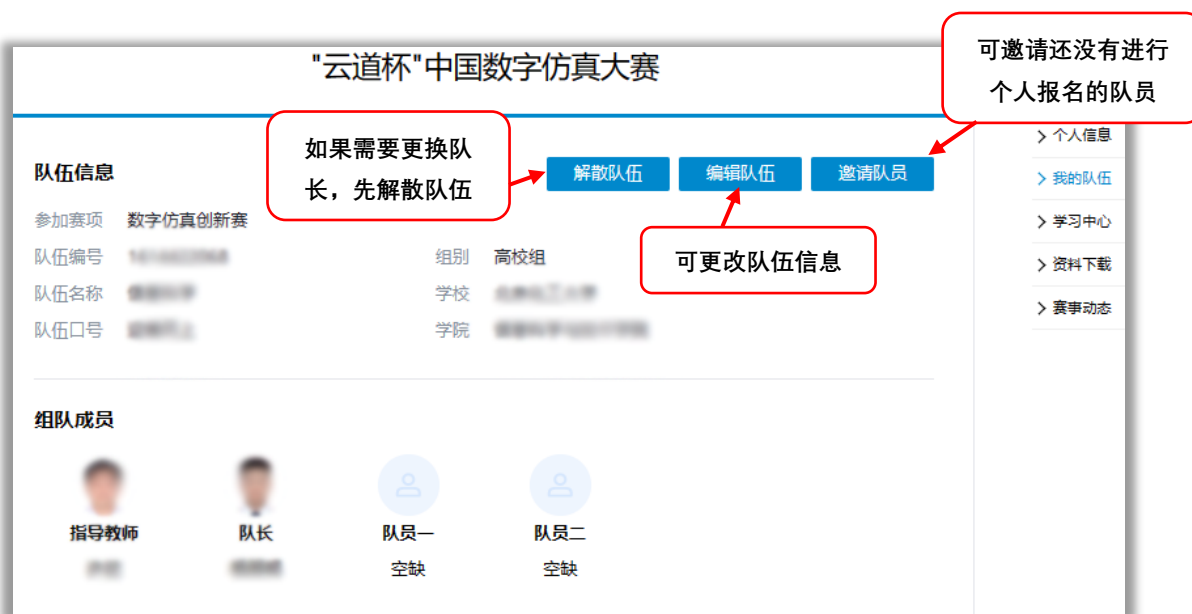 "云道杯"中国数字仿真大赛
可邀请还没有进行
个人报名的队员
如果需要更换队
长，先解散队伍
队伍信息
解散队伍
编辑队伍
邀请队员
可更改队伍信息
参加赛项 数字仿真创新赛
队伍编号
组别 高校组
队伍名称
学校
队伍口号
学院
组队成员
指导教师
队长
队员一
队员二
空缺
空缺
个人信息
我的队伍
学习中心
资料下载
赛事动态